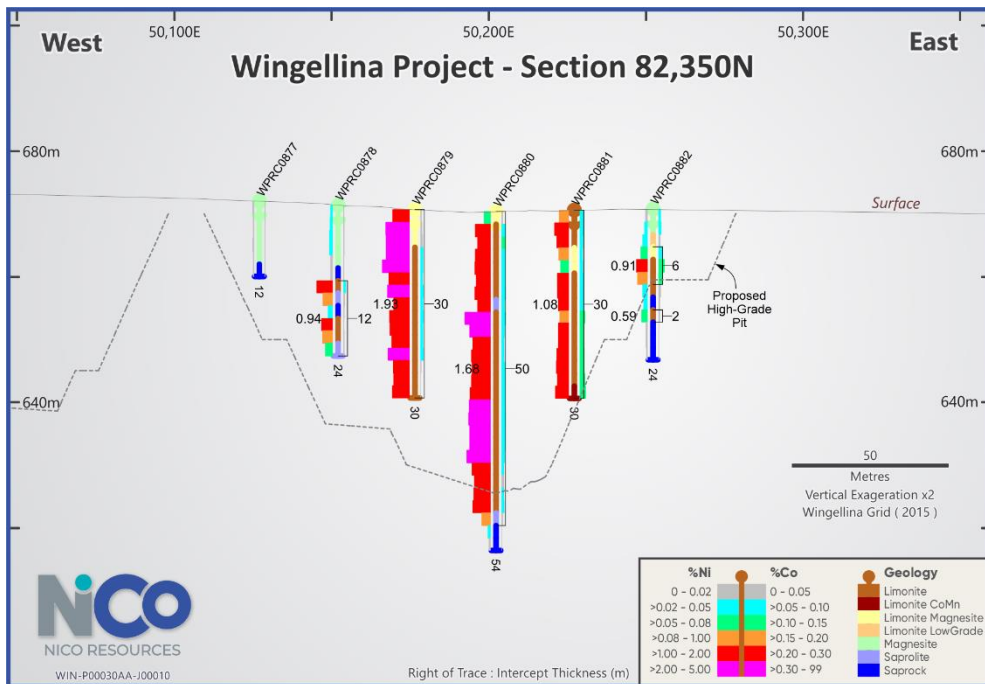 West
50,100E
50,200E
50,300E
East
Wingellina Project - Section 82,350N
680m
680m
WPRC0877
WPRC0878
WPRC0879
WPRC0880
WPRC0881
WPRC0882
Surface
0.91
6
12
1.93
30
1.08
30
Proposed
High-Grade
Pit
0.94
12
0.59
2
24
1.68
50
24
640m
640m
30
30
50
Metres
Vertical Exageration x2
Wingellina Grid ( 2015 )
54
%Ni
%Co
Geology
0 - 0.02
0 - 0.05
Limonite
>0.02 - 0.05
>0.05 - 0.10
Limonite CoMn
>0.05 - 0.08
>0.10 - 0.15
Limonite Magnesite
>0.08 - 1.00
>0.15 - 0.20
Limonite LowGrade
>1.00 - 2.00
>0.20 - 0.30
Magnesite
>2.00 - 5.00
>0.30 - 99
Saprolite
Saprock
NiCo
NICO RESOURCES
WIN-P00030AA-J00010
Right of Trace : Intercept Thickness (m)